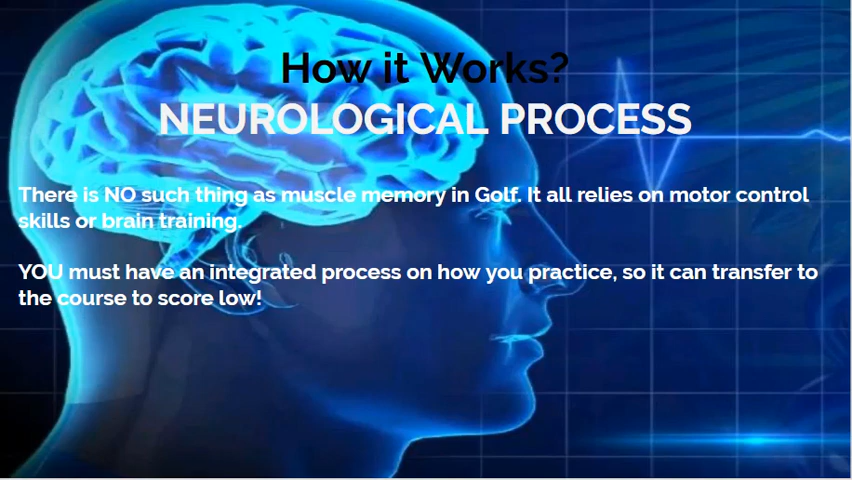 How it Works?
NEUROLOGICAL PROCESS
There is NO such thing as muscle memory in Golf. It all relies on motor control
skills or brain training.
YOU must have an integrated process on how you practice, so it can transfer to
the course to score low!